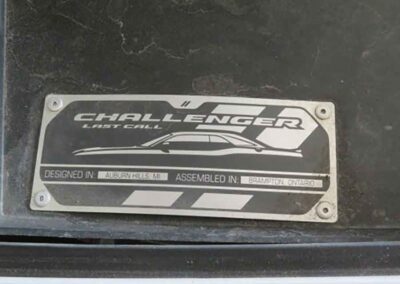 CHALLENGER
LAST CALL
DESIGNED IN: AUBURN HILLS, MI ASSEMBLED IN: BRAMPTON, ONTARIO